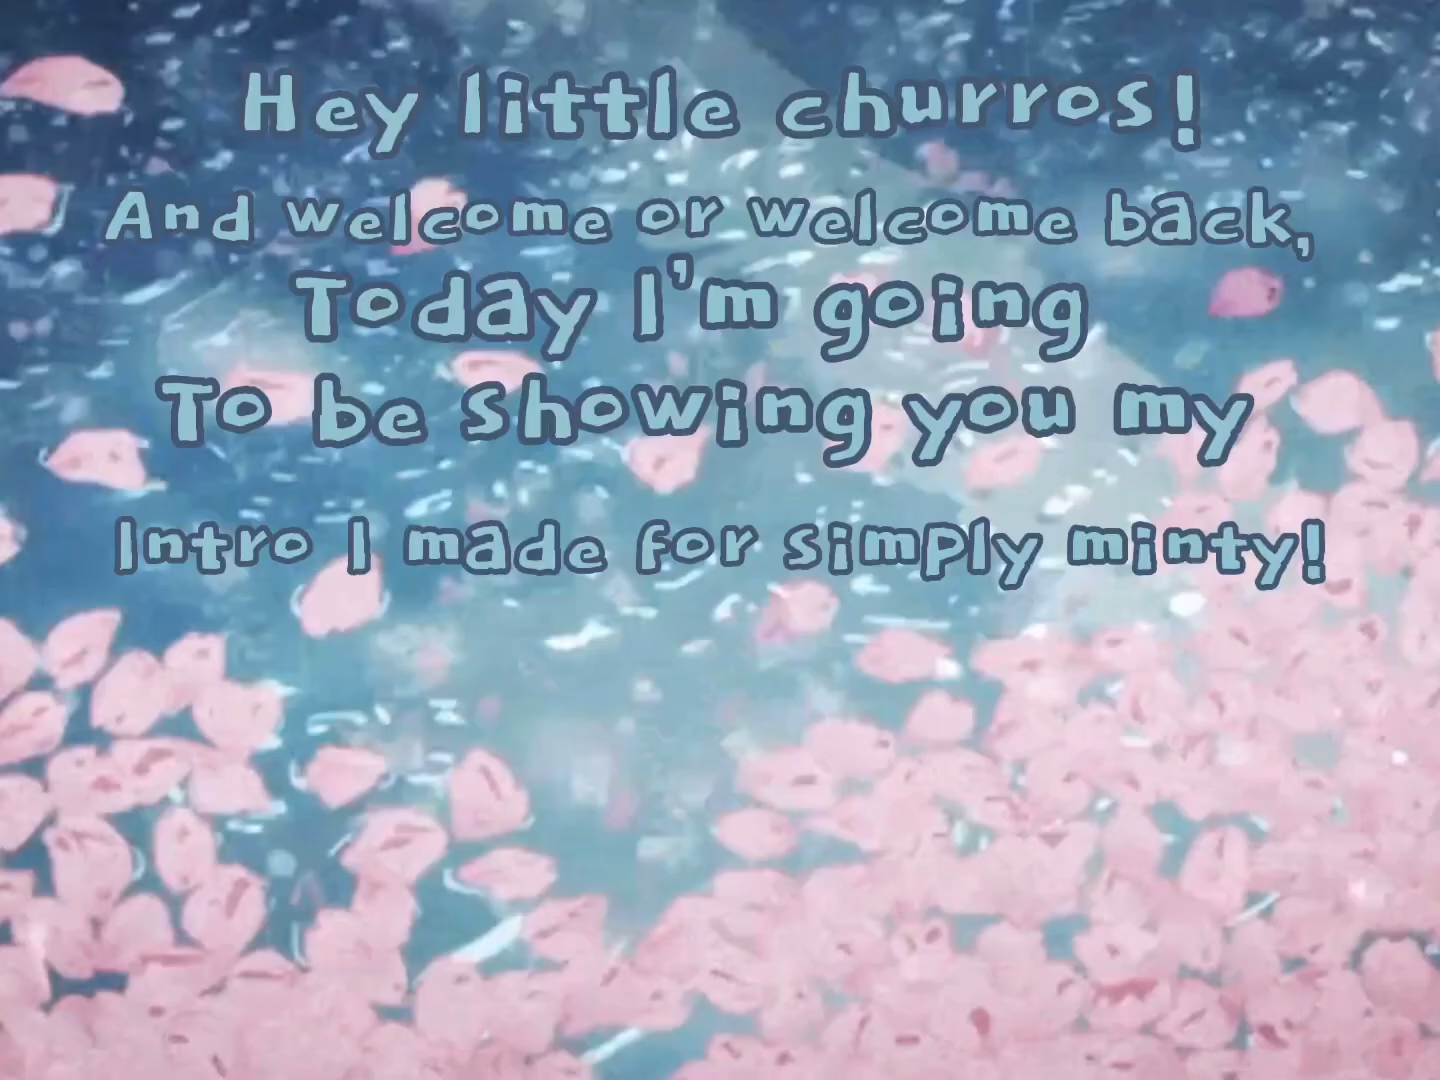 Hey little churros!
And welcome or welcome back,
Today I'm going
To be showing you my
Intro I made for simply minty!